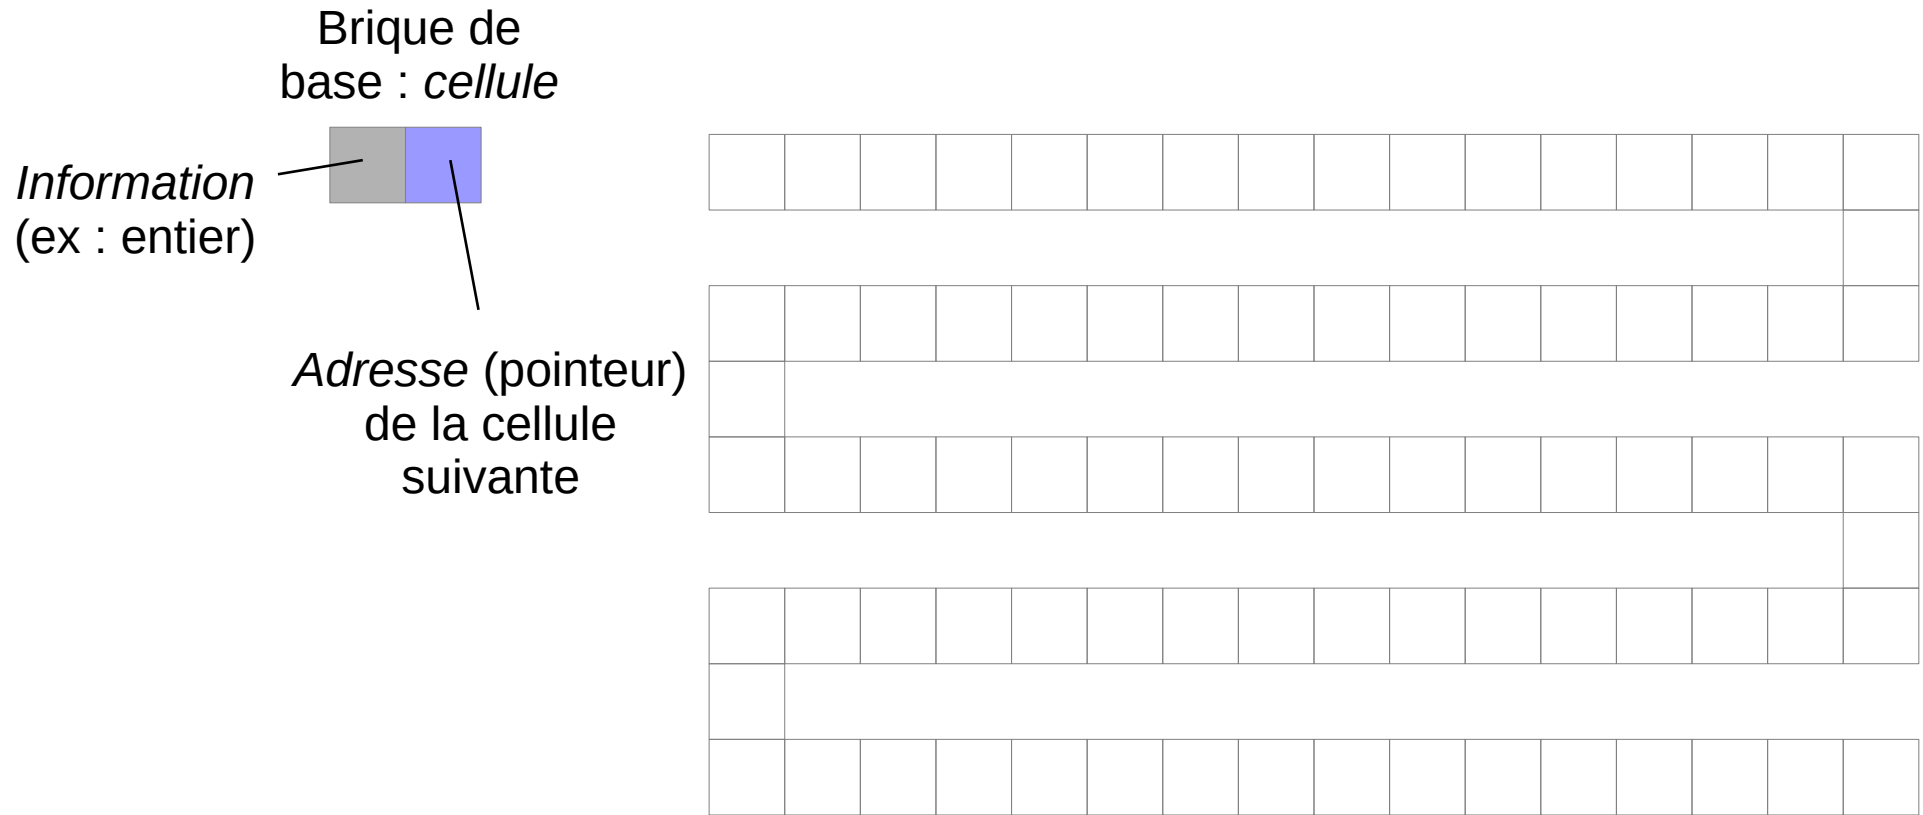 Brique de
base : cellule
Information
(ex : entier)
Adresse (pointeur)
de la cellule
suivante